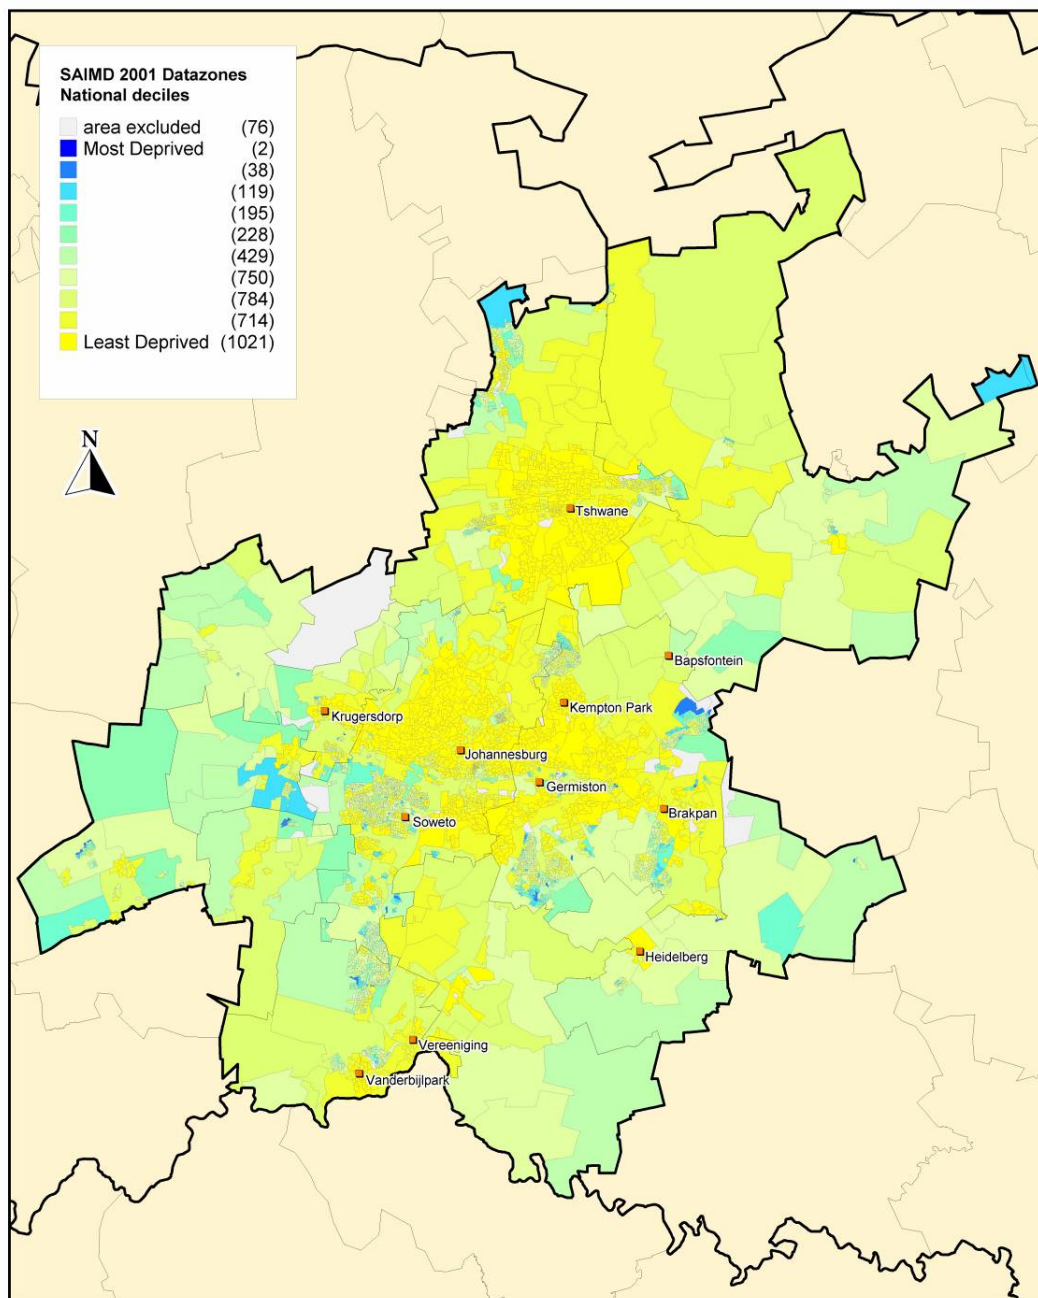 SAIMD 2001 Datazones
National deciles
area excluded (76)
Most Deprived (2)
(38)
(119)
(195)
(228)
(429)
(750)
(784)
(714)
Least Deprived (1021)
N
Tshwane
Bapsfontein
Kempton Park
Krugersdorp
Johannesburg
Germiston
Brakpan
Soweto
Heidelberg
Vereeniging
Vanderbijlpark